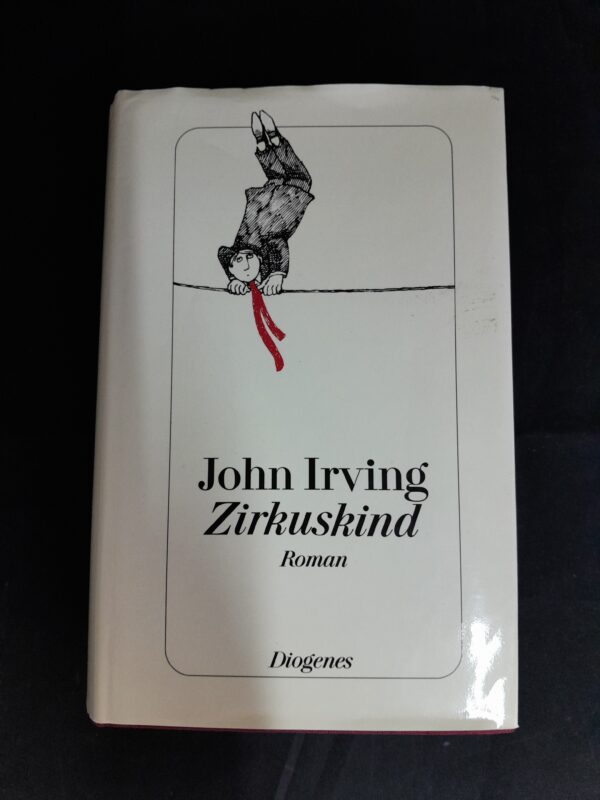 John Irving
Zirkuskind
Roman
Diogenes